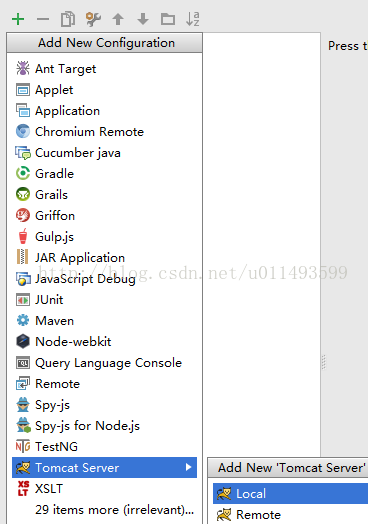 Add New Configuration
Press t
Ant Target
Applet
Application
Chromium Remote
Cucumber java
Gradle
Grails
Griffon
Gulp.js
JAR Application
http://blog.csdn.net/u011493599
JavaScript Debug
JUnit
Maven
Node-webkit
Query Language Console
Remote
Spy-js
Spy-js for Node.js
TestNG
Tomcat Server
Add New 'Tomcat Server'
XSLT
Local
29 items more (irrelevant)...
Remote